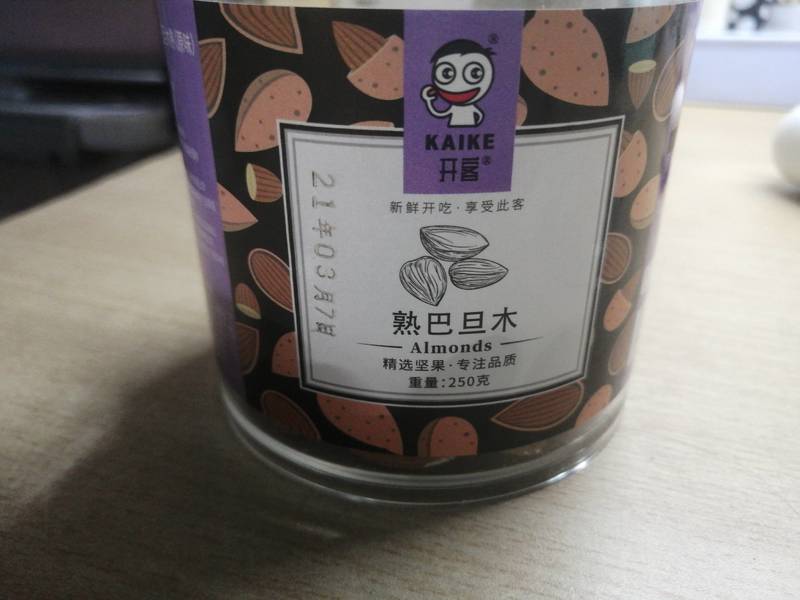 ®
KAIKE
开客®
新鲜开吃·享受此客
熟巴旦木
Almonds
精选坚果·专注品质
重量:250克
21年03月7日
(原味)